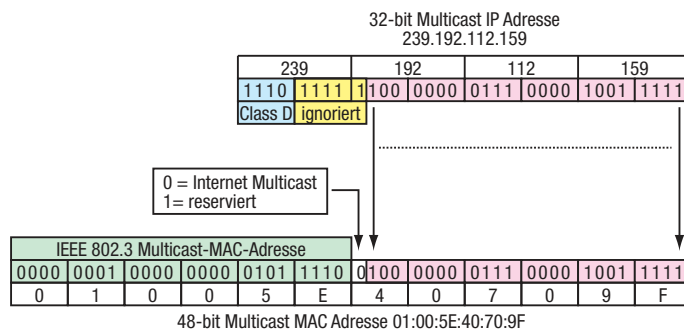 32-bit Multicast IP Adresse
239.192.112.159
239 192 112 159
1110 1111 1 100 0000 0111 0000 1001 1111
Class D ignoriert
0 = Internet Multicast
1= reserviert
IEEE 802.3 Multicast-MAC-Adresse
0000 0001 0000 0000 0101 1110 0100 0000 0111 0000 1001 1111
0 1 0 0 5 E 4 0 7 0 9 F
48-bit Multicast MAC Adresse 01:00:5E:40:70:9F